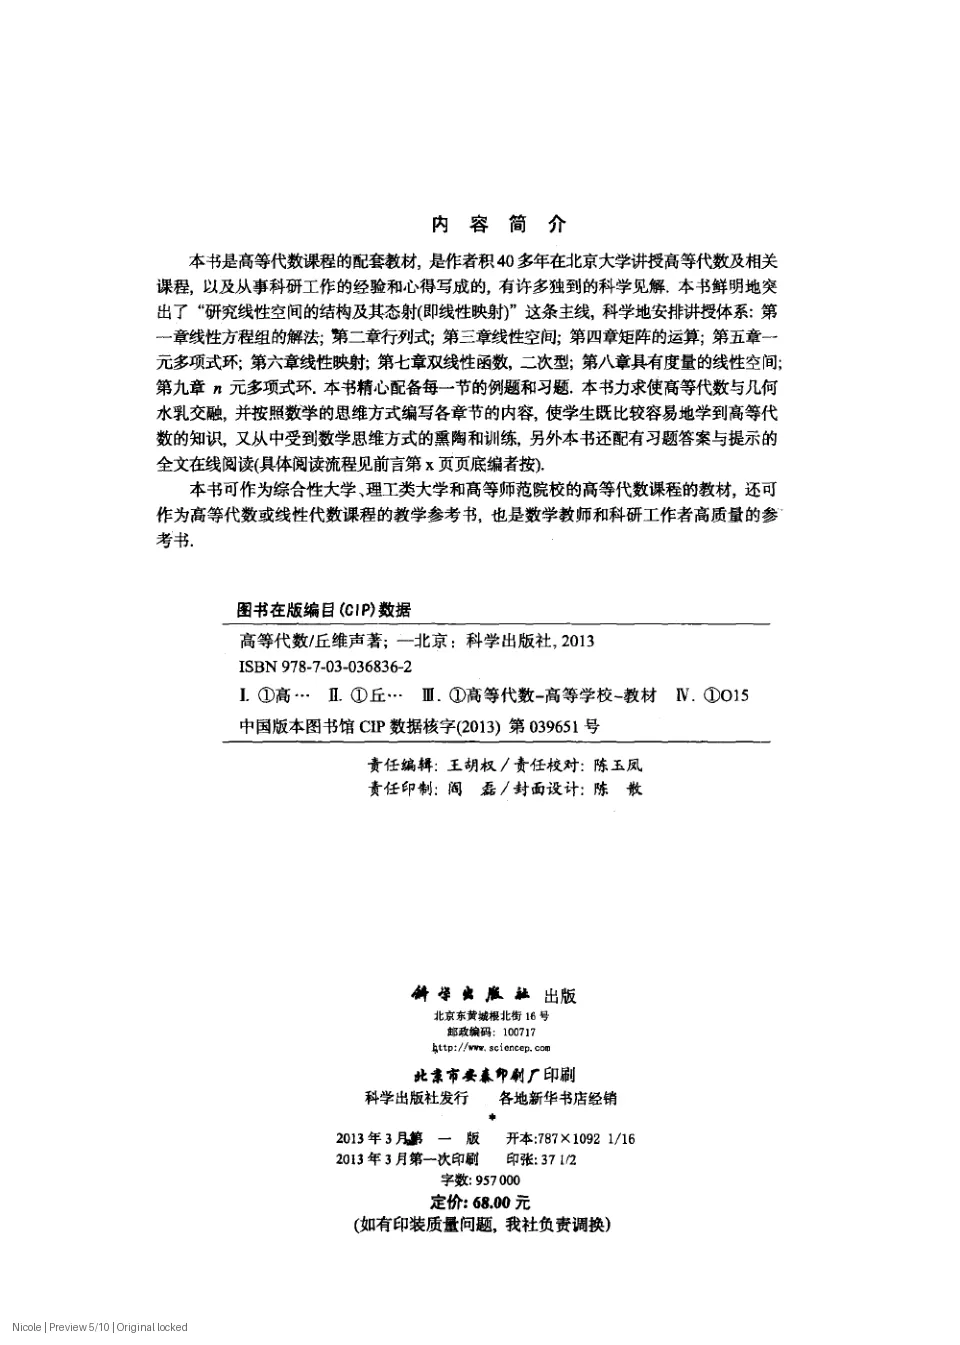 内 容 简 介
本书是高等代数课程的配套教材, 是作者积40多年在北京大学讲授高等代数及相关
课程, 以及从事科研工作的经验和心得写成的, 有许多独到的科学见解. 本书鲜明地突
出了“研究线性空间的结构及其态射(即线性映射)”这条主线, 科学地安排讲授体系: 第
一章线性方程组的解法; 第二章行列式; 第三章线性空间; 第四章矩阵的运算; 第五章一
元多项式环; 第六章线性映射; 第七章双线性函数, 二次型; 第八章具有度量的线性空间;
第九章 n 元多项式环. 本书精心配备每一节的例题和习题. 本书力求使高等代数与几何
水乳交融, 并按照数学的思维方式编写各章节的内容, 使学生既比较容易地学到高等代
数的知识, 又从中受到数学思维方式的熏陶和训练, 另外本书还配有习题答案与提示的
全文在线阅读(具体阅读流程见前言第 x 页页底编者按).
本书可作为综合性大学、理工类大学和高等师范院校的高等代数课程的教材, 还可
作为高等代数或线性代数课程的教学参考书, 也是数学教师和科研工作者高质量的参
考书.
图书在版编目(CIP)数据
高等代数/丘维声著; —北京: 科学出版社, 2013
ISBN 978-7-03-036836-2
Ⅰ. ①高… Ⅱ. ①丘… Ⅲ. ①高等代数-高等学校-教材 Ⅳ. ①O15
中国版本图书馆 CIP 数据核字(2013) 第 039651 号
责任编辑: 王胡权 / 责任校对: 陈玉凤
责任印制: 阎 磊 / 封面设计: 陈 敬
科学出版社 出版
北京东黄城根北街 16 号
邮政编码: 100717
http://www.sciencep.com
北京市安泰印刷厂印刷
科学出版社发行 各地新华书店经销
*
2013 年 3 月第 一 版 开本:787×1092 1/16
2013 年 3 月第一次印刷 印张: 37 1/2
字数: 957 000
定价: 68.00 元
(如有印装质量问题, 我社负责调换)
Nicole | Preview 5/10 | Original locked